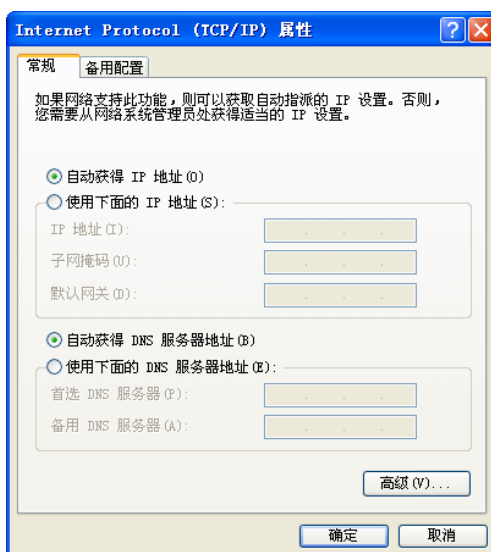 Internet Protocol (TCP/IP) 属性
常规
备用配置
如果网络支持此功能，则可以获取自动指派的 IP 设置。否则，
您需要从网络系统管理员处获得适当的 IP 设置。
自动获得 IP 地址(O)
使用下面的 IP 地址(S):
IP 地址(I):
子网掩码(U):
默认网关(D):
自动获得 DNS 服务器地址(B)
使用下面的 DNS 服务器地址(E):
首选 DNS 服务器(P):
备用 DNS 服务器(A):
高级(V)...
确定
取消